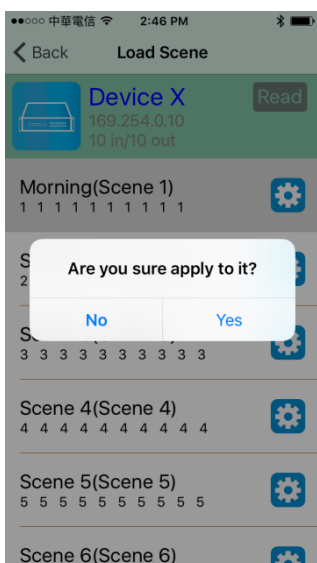 中華電信 2:46 PM
Back Load Scene
Device X Read
169.254.0.10
10 in/10 out
Morning(Scene 1)
1 1 1 1 1 1 1 1 1 1
S
2
Are you sure apply to it?
No Yes
S
3 3 3 3 3 3 3 3 3 3
Scene 4(Scene 4)
4 4 4 4 4 4 4 4 4 4
Scene 5(Scene 5)
5 5 5 5 5 5 5 5 5 5
Scene 6(Scene 6)